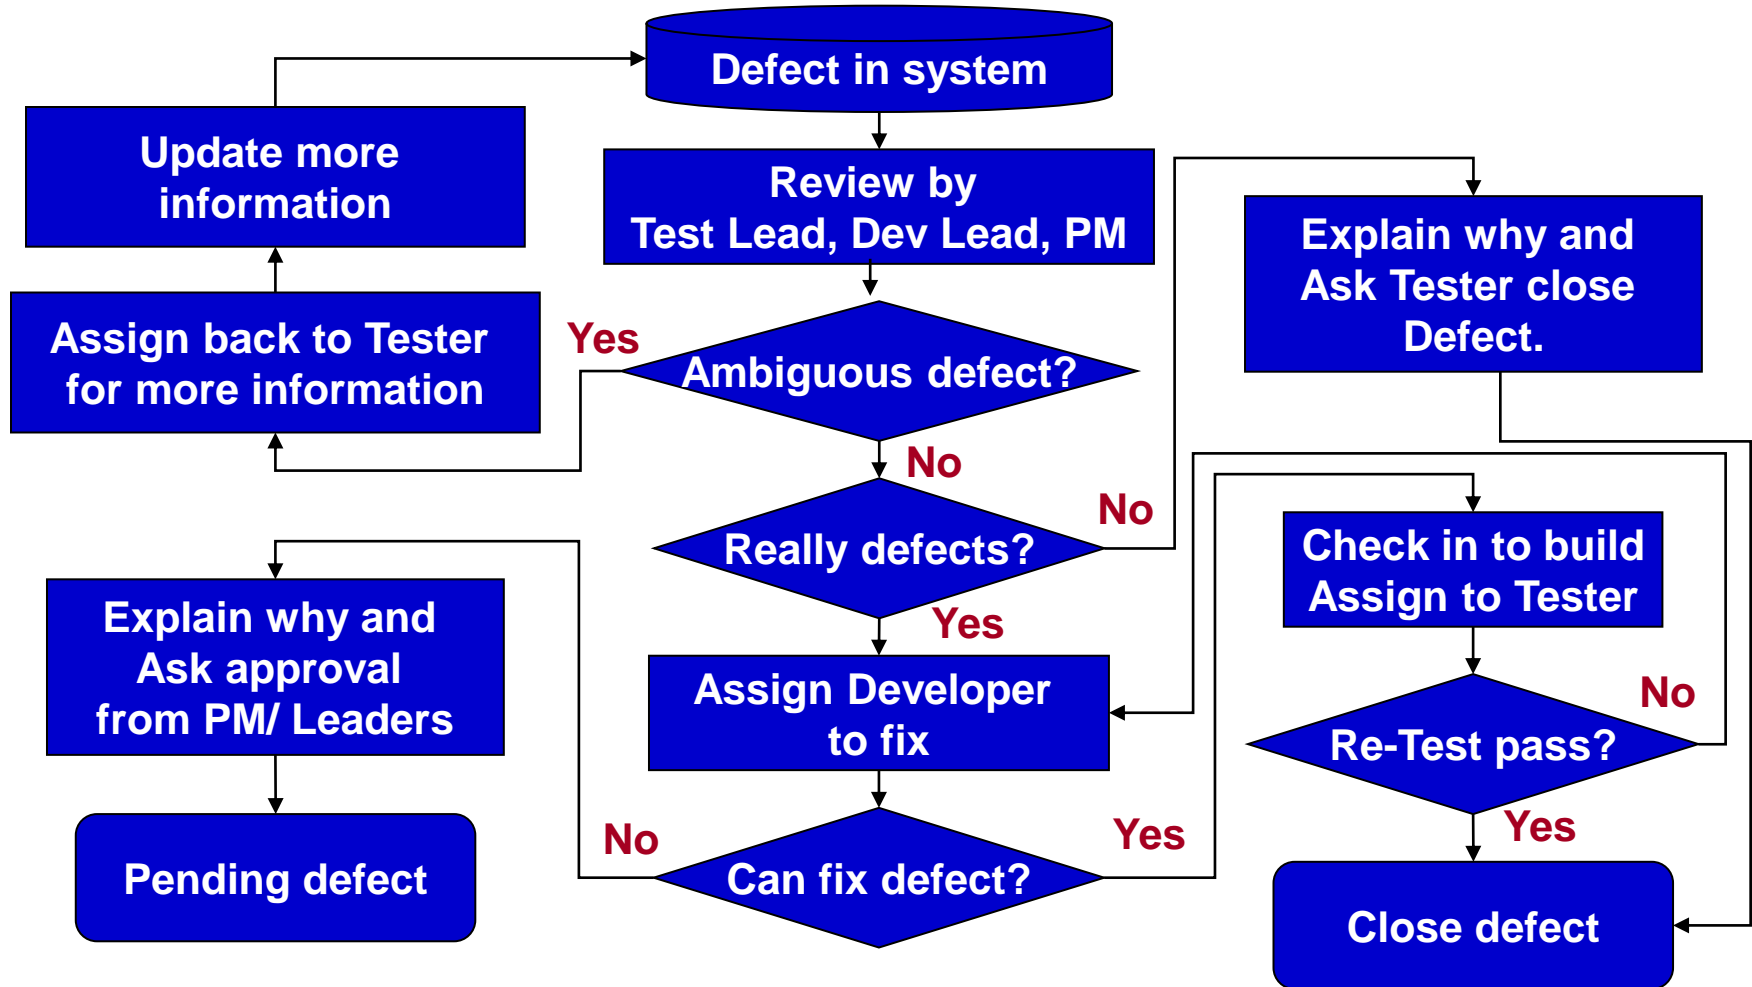 Defect in system
Update more
information
Review by
Test Lead, Dev Lead, PM
Explain why and
Ask Tester close
Defect.
Assign back to Tester
for more information
Yes
Ambiguous defect?
No
Really defects?
No
Check in to build
Assign to Tester
Explain why and
Ask approval
from PM/ Leaders
Yes
Assign Developer
to fix
No
Re-Test pass?
Yes
Pending defect
No
Can fix defect?
Yes
Close defect